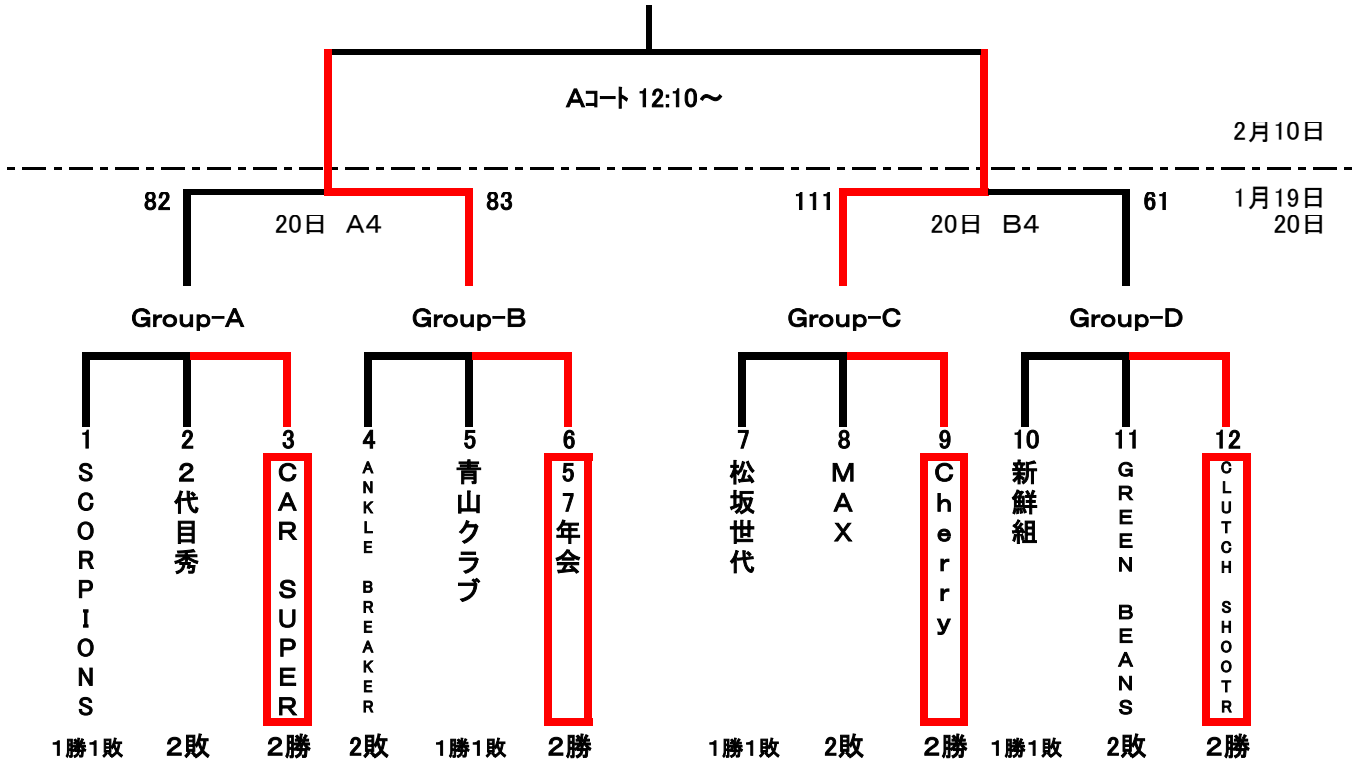 Aコート 12:10～
2月10日
82 83 111 61 1月19日
20日 A4 20日 B4 20日
Group-A Group-B Group-C Group-D
1 2 3 4 5 6 7 8 9 10 11 12
SCORPIONS
２代目秀
CAR SUPER
ANKLE BREAKER
青山クラブ
５７年会
松坂世代
MAX
Cherry
新鮮組
GREEN BEANS
CLUTCH SHOOTR
1勝1敗 2敗 2勝 2敗 1勝1敗 2勝 1勝1敗 2敗 2勝 1勝1敗 2敗 2勝